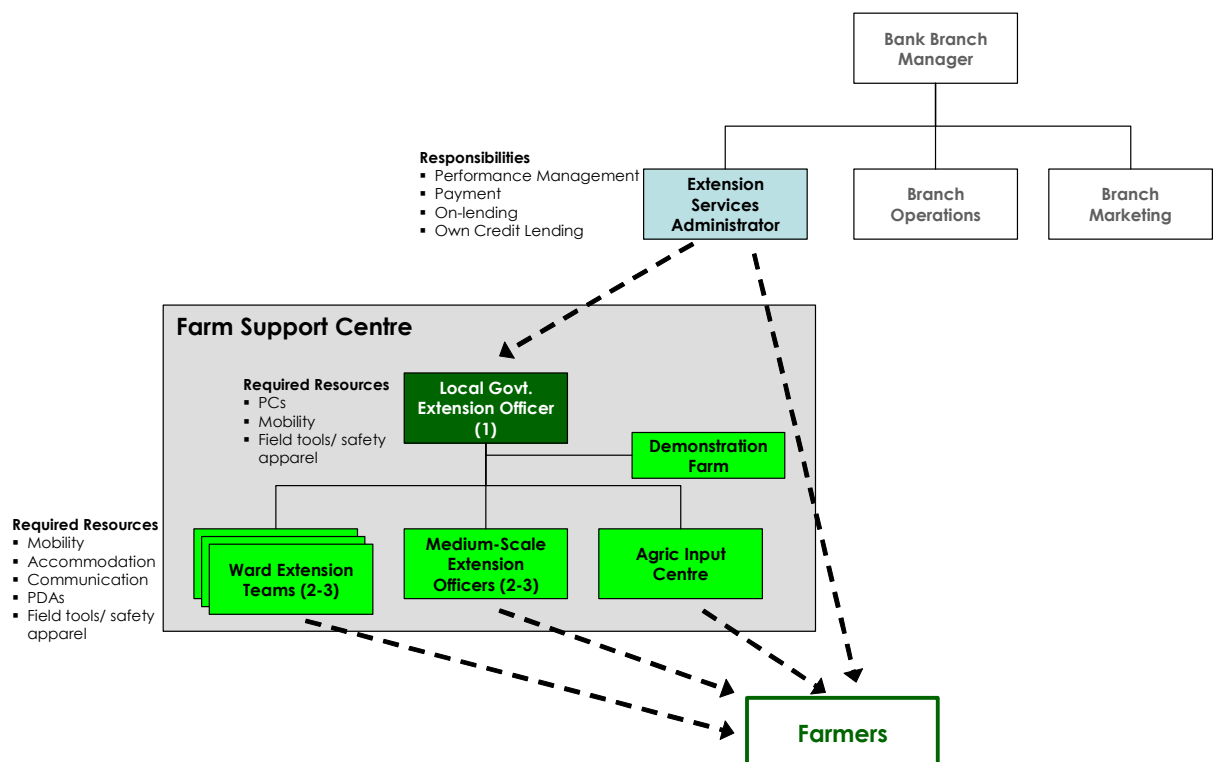 Bank Branch
Manager
Responsibilities
▪ Performance Management
▪ Payment
▪ On-lending
▪ Own Credit Lending
Extension
Services
Administrator
Branch
Operations
Branch
Marketing
Farm Support Centre
Required Resources
▪ PCs
▪ Mobility
▪ Field tools/ safety
apparel
Local Govt.
Extension Officer
(1)
Demonstration
Farm
Required Resources
▪ Mobility
▪ Accommodation
▪ Communication
▪ PDAs
▪ Field tools/ safety
apparel
Ward Extension
Teams (2-3)
Medium-Scale
Extension
Officers (2-3)
Agric Input
Centre
Farmers